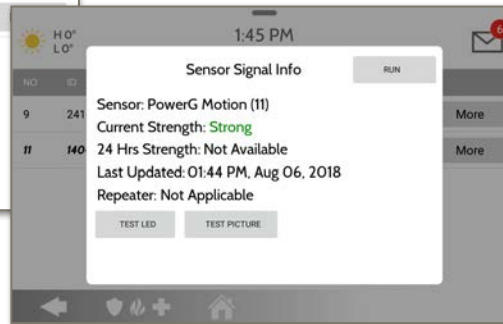 H 0°
L 0°
1:45 PM
6
NO ID
Sensor Signal Info
RUN
9 241
More
11 140
More
Sensor: PowerG Motion (11)
Current Strength: Strong
24 Hrs Strength: Not Available
Last Updated: 01:44 PM, Aug 06, 2018
Repeater: Not Applicable
TEST LED
TEST PICTURE